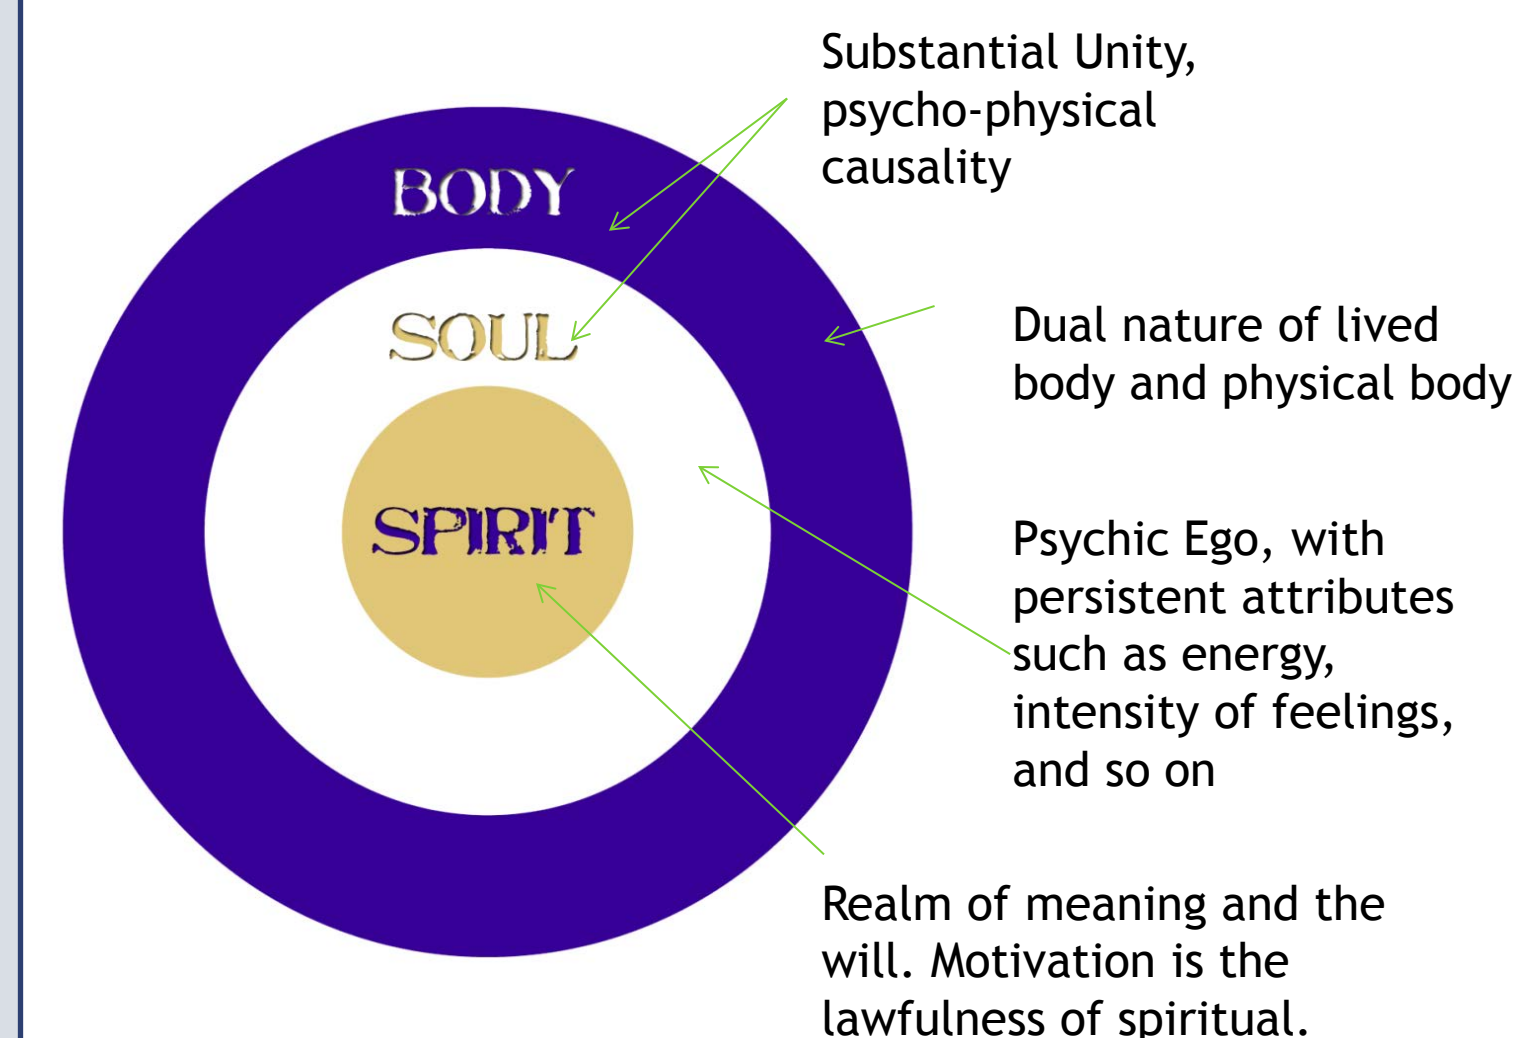 Substantial Unity,
psycho-physical
causality
BODY
SOUL
Dual nature of lived
body and physical body
SPIRIT
Psychic Ego, with
persistent attributes
such as energy,
intensity of feelings,
and so on
Realm of meaning and the
will. Motivation is the
lawfulness of spiritual.